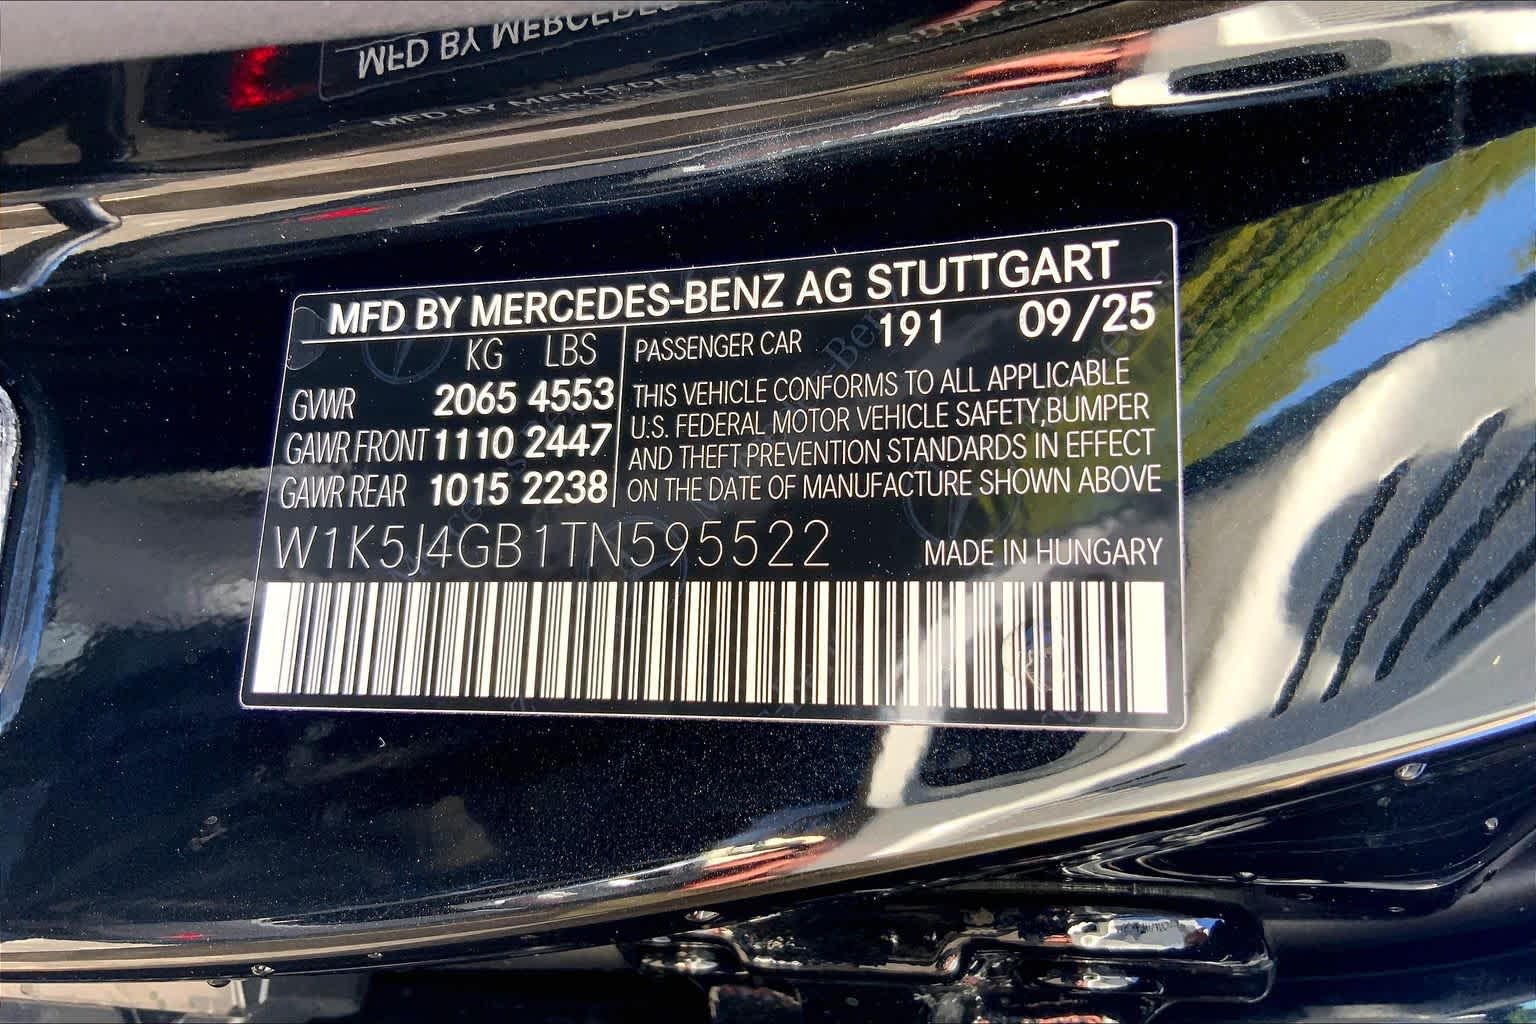 MFD BY MERCEDES-BENZ AG STUTTGART
KG LBS
GVWR 2065 4553
GAWR FRONT 1110 2447
GAWR REAR 1015 2238
PASSENGER CAR 191 09/25
THIS VEHICLE CONFORMS TO ALL APPLICABLE
U.S. FEDERAL MOTOR VEHICLE SAFETY,BUMPER
AND THEFT PREVENTION STANDARDS IN EFFECT
ON THE DATE OF MANUFACTURE SHOWN ABOVE
W1K5J4GB1TN595522
MADE IN HUNGARY